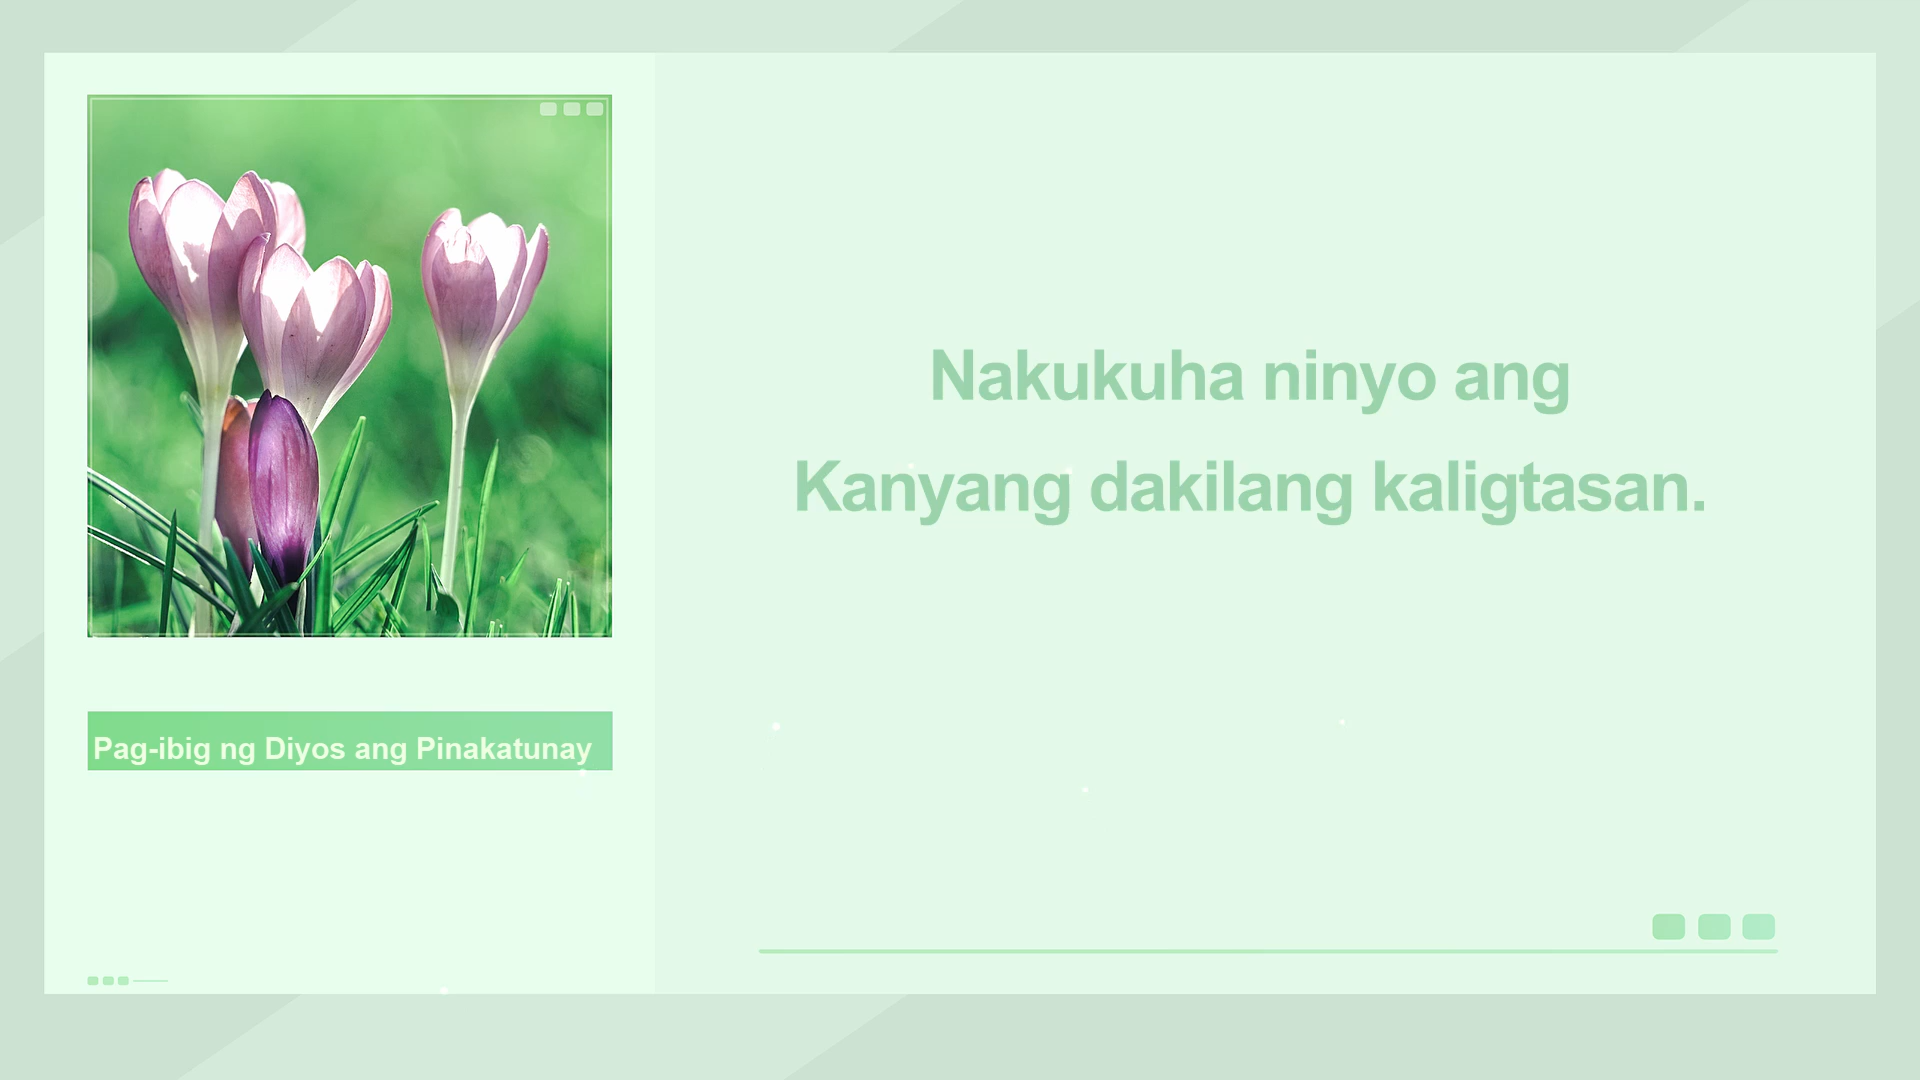 Nakukuha ninyo ang
Kanyang dakilang kaligtasan.
Pag-ibig ng Diyos ang Pinakatunay